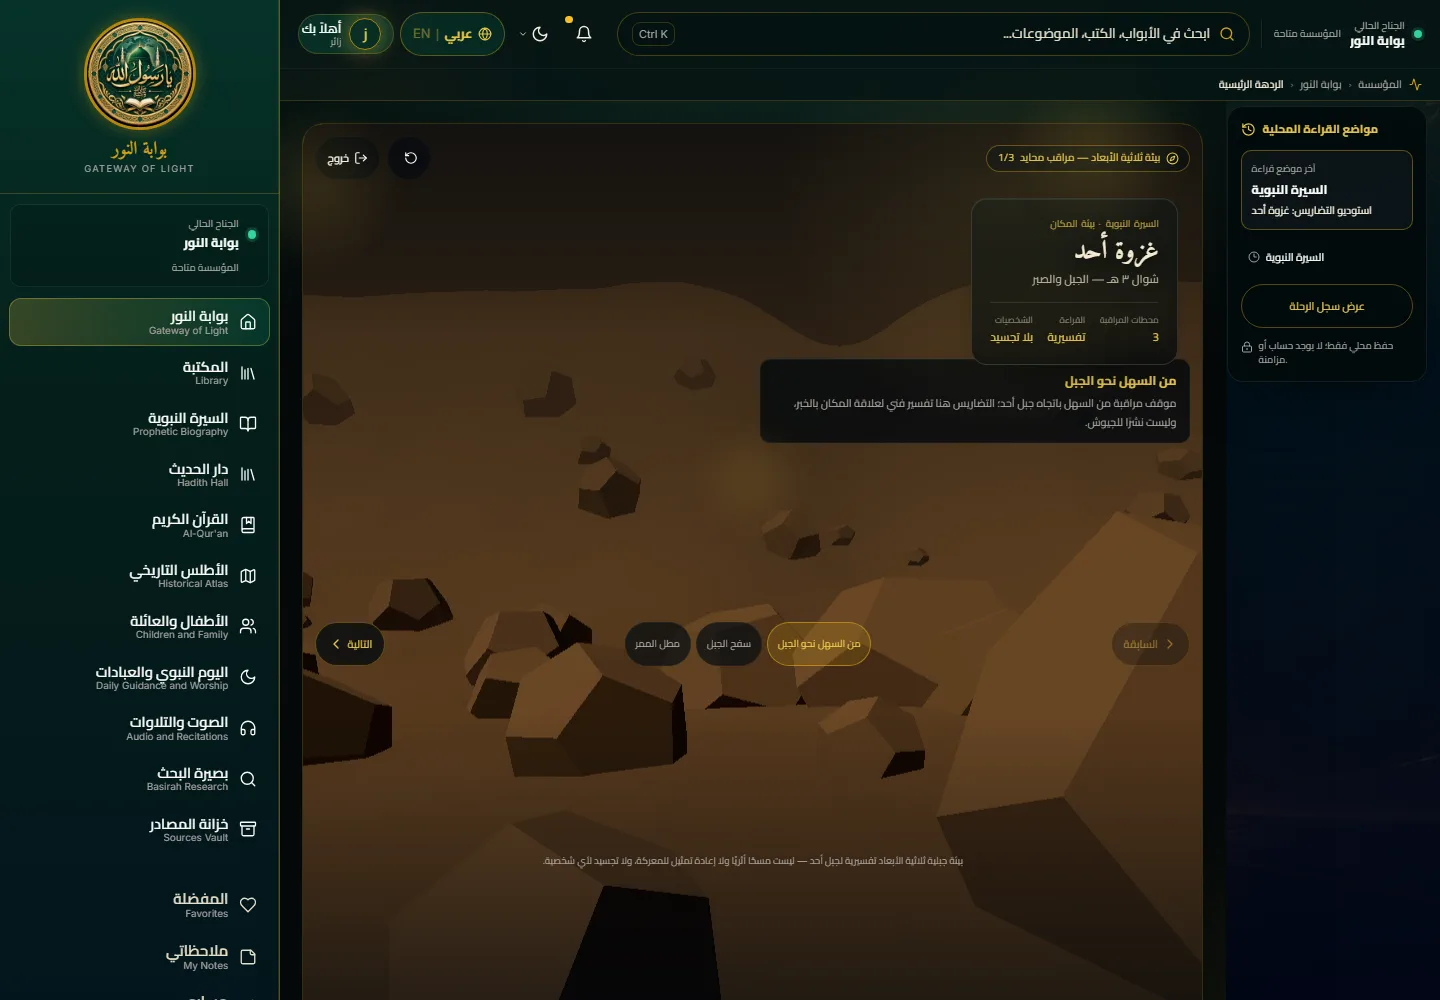 يا رسول الله
بوابة النور
GATEWAY OF LIGHT
الجناح الحالي
بوابة النور
المؤسسة متاحة
بوابة النور
Gateway of Light
المكتبة
Library
السيرة النبوية
Prophetic Biography
دار الحديث
Hadith Hall
القرآن الكريم
Al-Qur'an
الأطلس التاريخي
Historical Atlas
الأطفال والعائلة
Children and Family
اليوم النبوي والعبادات
Daily Guidance and Worship
الصوت والتلاوات
Audio and Recitations
بصيرة البحث
Basirah Research
خزانة المصادر
Sources Vault
المفضلة
Favorites
ملاحظاتي
My Notes
الجناح الحالي
بوابة النور
المؤسسة متاحة
ابحث في الأبواب، الكتب، الموضوعات...
Ctrl K
عربي | EN
ز
أهلاً بك
زائر
المؤسسة › بوابة النور › الردهة الرئيسية
مواضع القراءة المحلية
آخر موضع قراءة
السيرة النبوية
استوديو التضاريس: غزوة أحد
السيرة النبوية
عرض سجل الرحلة
حفظ محلي فقط؛ لا يوجد حساب أو
مزامنة.
بيئة ثلاثية الأبعاد — مراقب محايد 1/3
خروج
السيرة النبوية · بيئة المكان
غزوة أحد
شوال ٣ هـ — الجبل والصبر
محطات المراقبة
3
القراءة
تفسيرية
الشخصيات
بلا تجسيد
من السهل نحو الجبل
موقف مراقبة من السهل باتجاه جبل أحد؛ التضاريس هنا تفسير فني لعلاقة المكان بالخبر،
وليست نشرًا للجيوش.
السابقة
من السهل نحو الجبل
سفح الجبل
مطل الممر
التالية
بيئة جبلية ثلاثية الأبعاد تفسيرية لجبل أحد — ليست مسحًا أثريًا ولا إعادة تمثيل للمعركة، ولا تجسيد لأي شخصية.